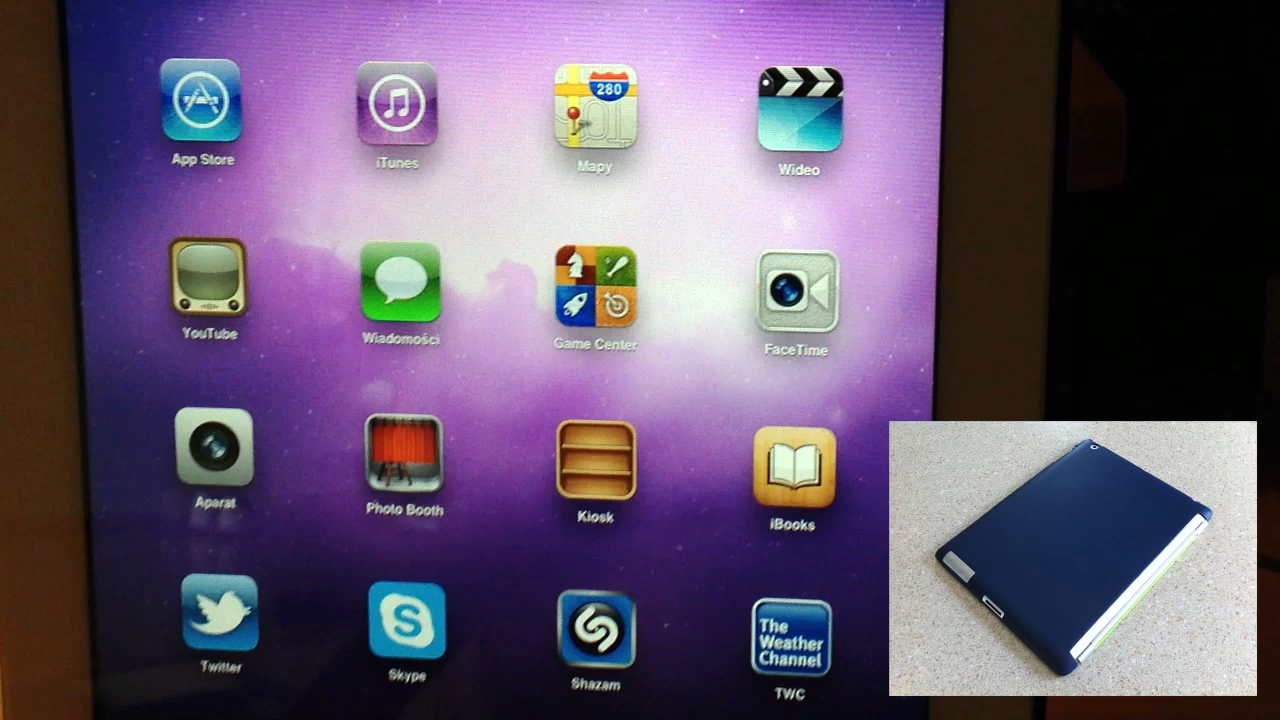 280
App Store
iTunes
Mapy
Wideo
YouTube
Wiadomości
Game Center
FaceTime
Aparat
Photo Booth
Kiosk
iBooks
Twitter
Skype
Shazam
The
Weather
Channel
TWC